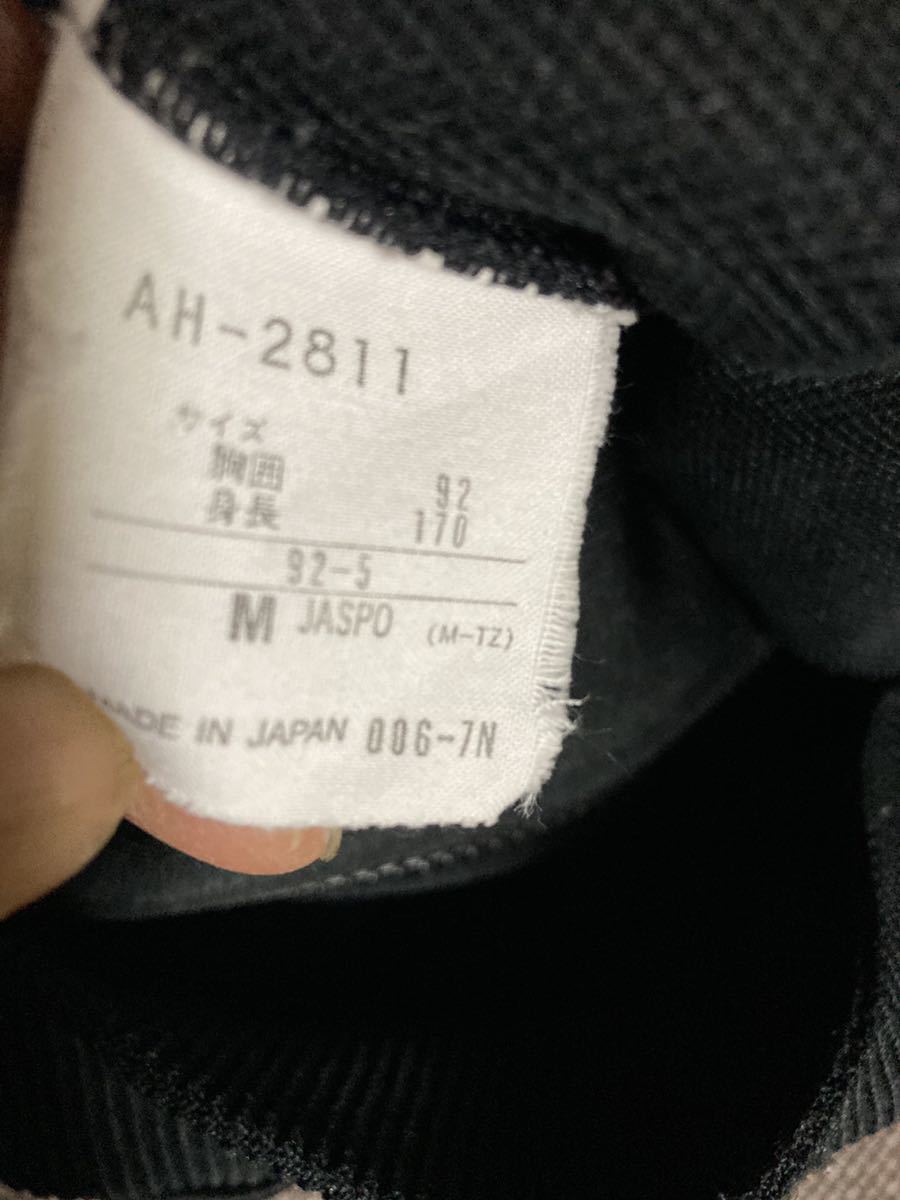 AH-2811
サイズ
胸囲 92
身長 170
92-5
M JASPO (M-TZ)
MADE IN JAPAN 006-7N